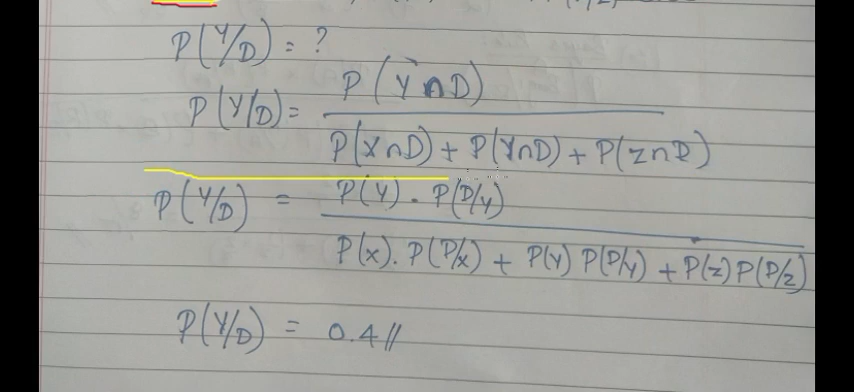 P(Y/D) = ?
P(Y/D) = P(Y∩D)
P(X∩D) + P(Y∩D) + P(Z∩D)
P(Y/D) = P(Y) . P(D/Y)
P(X) . P(D/X) + P(Y) P(D/Y) + P(Z) P(D/Z)
P(Y/D) = 0.4//